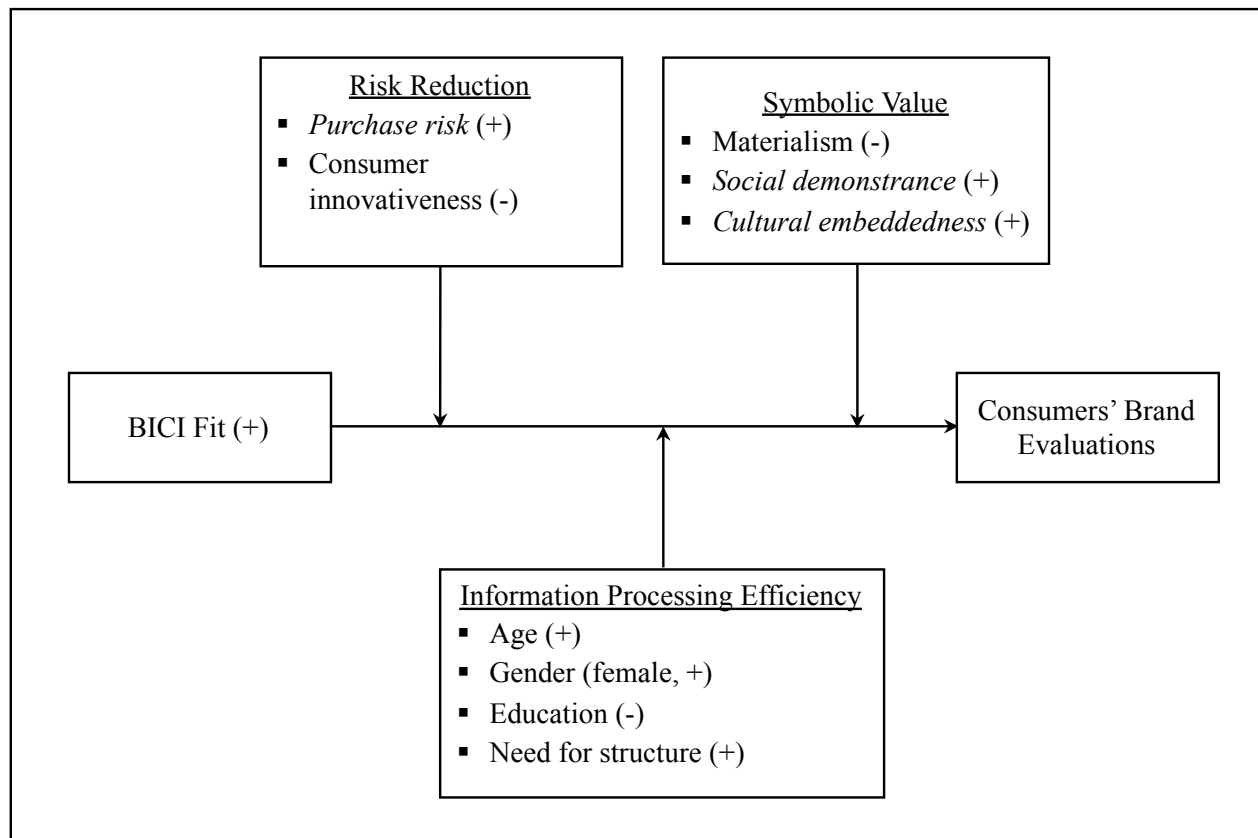 Risk Reduction
▪ Purchase risk (+)
▪ Consumer
innovativeness (-)
Symbolic Value
▪ Materialism (-)
▪ Social demonstrance (+)
▪ Cultural embeddedness (+)
BICI Fit (+)
Consumers’ Brand
Evaluations
Information Processing Efficiency
▪ Age (+)
▪ Gender (female, +)
▪ Education (-)
▪ Need for structure (+)